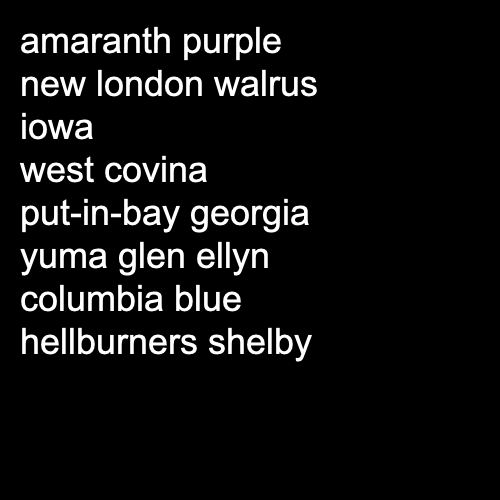 amaranth purple
new london walrus
iowa
west covina
put-in-bay georgia
yuma glen ellyn
columbia blue
hellburners shelby